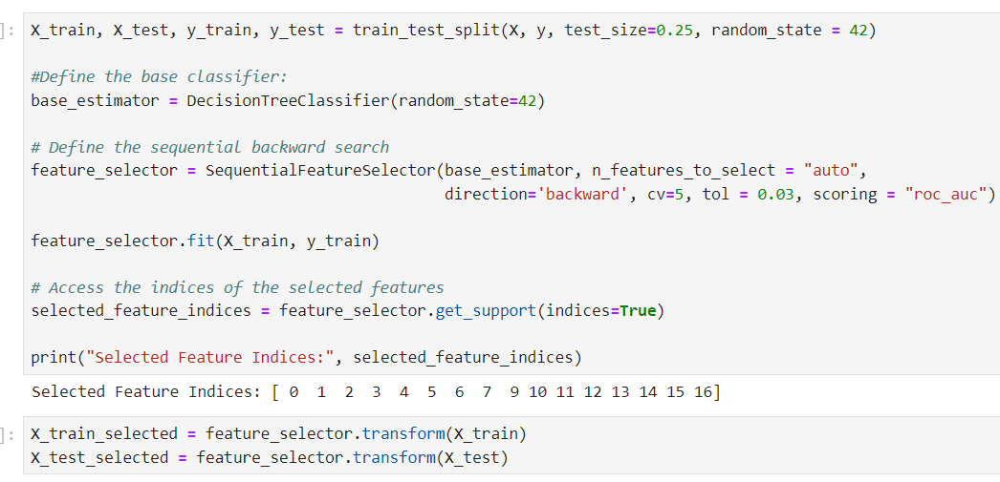 ]: X_train, X_test, y_train, y_test = train_test_split(X, y, test_size=0.25, random_state = 42)
#Define the base classifier:
base_estimator = DecisionTreeClassifier(random_state=42)
# Define the sequential backward search
feature_selector = SequentialFeatureSelector(base_estimator, n_features_to_select = "auto",
direction='backward', cv=5, tol = 0.03, scoring = "roc_auc")
feature_selector.fit(X_train, y_train)
# Access the indices of the selected features
selected_feature_indices = feature_selector.get_support(indices=True)
print("Selected Feature Indices:", selected_feature_indices)
Selected Feature Indices: [ 0  1  2  3  4  5  6  7  9 10 11 12 13 14 15 16]
]: X_train_selected = feature_selector.transform(X_train)
X_test_selected = feature_selector.transform(X_test)